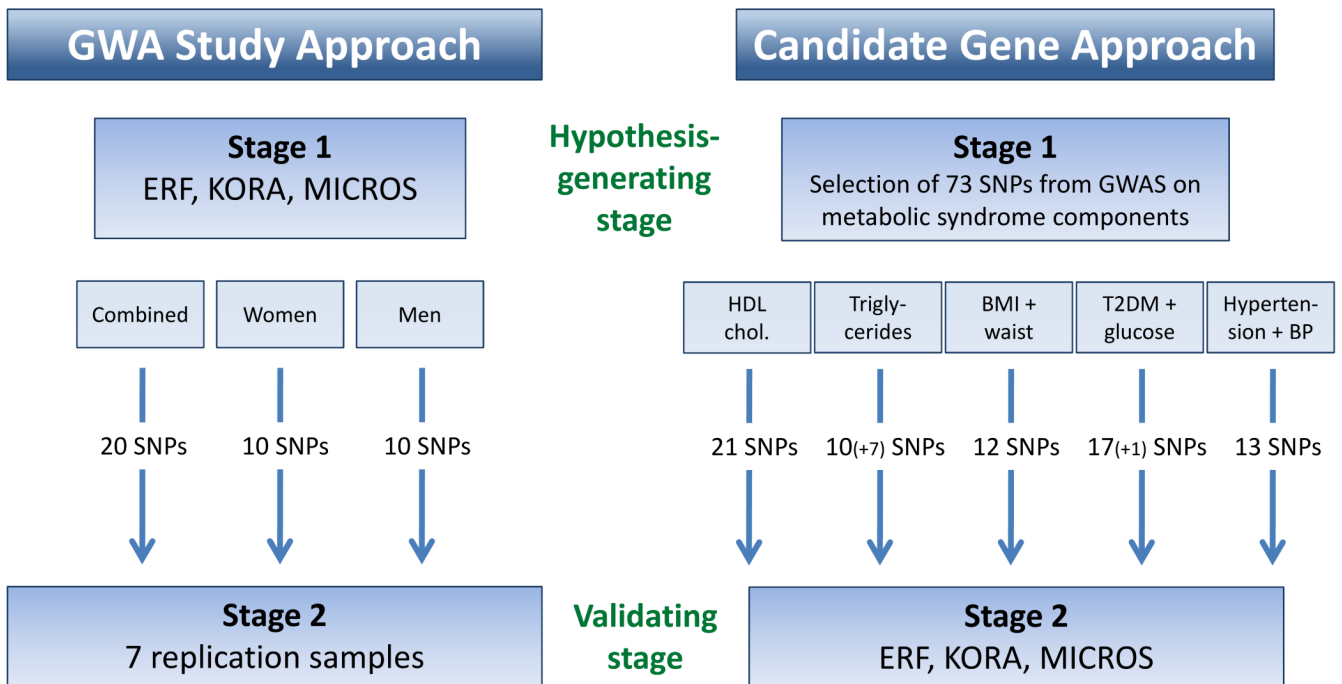 GWA Study Approach
Stage 1
ERF, KORA, MICROS
Combined
Women
Men
20 SNPs
10 SNPs
10 SNPs
Stage 2
7 replication samples
Hypothesis-
generating
stage
Validating
stage
Candidate Gene Approach
Stage 1
Selection of 73 SNPs from GWAS on
metabolic syndrome components
HDL
chol.
Trigly-
cerides
BMI +
waist
T2DM +
glucose
Hyperten-
sion + BP
21 SNPs
10(+7) SNPs
12 SNPs
17(+1) SNPs
13 SNPs
Stage 2
ERF, KORA, MICROS